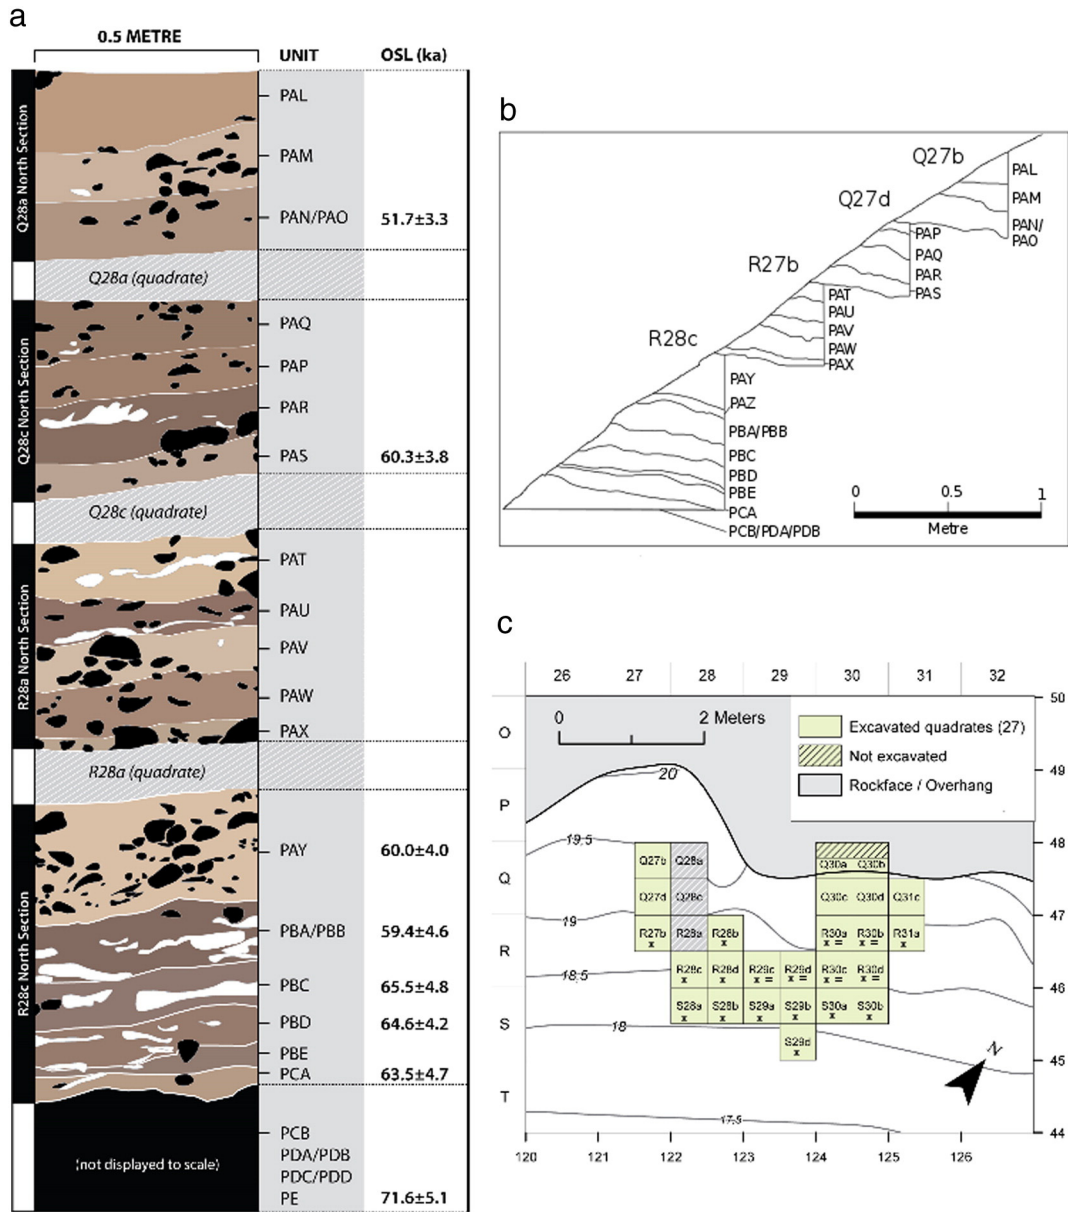 a
0.5 METRE
UNIT
OSL (ka)
Q28a North Section
PAL
PAM
PAN/PAO 51.7±3.3
Q28a (quadrate)
Q28c North Section
PAQ
PAP
PAR
PAS 60.3±3.8
Q28c (quadrate)
R28a North Section
PAT
PAU
PAV
PAW
PAX
R28a (quadrate)
R28c North Section
PAY 60.0±4.0
PBA/PBB 59.4±4.6
PBC 65.5±4.8
PBD 64.6±4.2
PBE
PCA 63.5±4.7
(not displayed to scale)
PCB
PDA/PDB
PDC/PDD
PE 71.6±5.1
b
Q27b
PAL
PAM
PAN/
PAO
Q27d
PAP
PAQ
PAR
PAS
R27b
PAT
PAU
PAV
PAW
PAX
R28c
PAY
PAZ
PBA/PBB
PBC
PBD
PBE
PCA
PCB/PDA/PDB
0 0.5 1
Metre
c
26 27 28 29 30 31 32
O
P
Q
R
S
T
50
49
48
47
46
45
44
120 121 122 123 124 125 126
0 2 Meters
Excavated quadrates (27)
Not excavated
Rockface / Overhang
20
19,5
19
18,5
18
17,5
Q27b Q28a Q30a Q30b
Q27d Q28c Q30c Q30d Q31c
R27b R28a R28b R30a R30b R31a
R28c R28d R29c R29d R30c R30d
S28a S28b S29a S29b S30a S30b
S29d
N